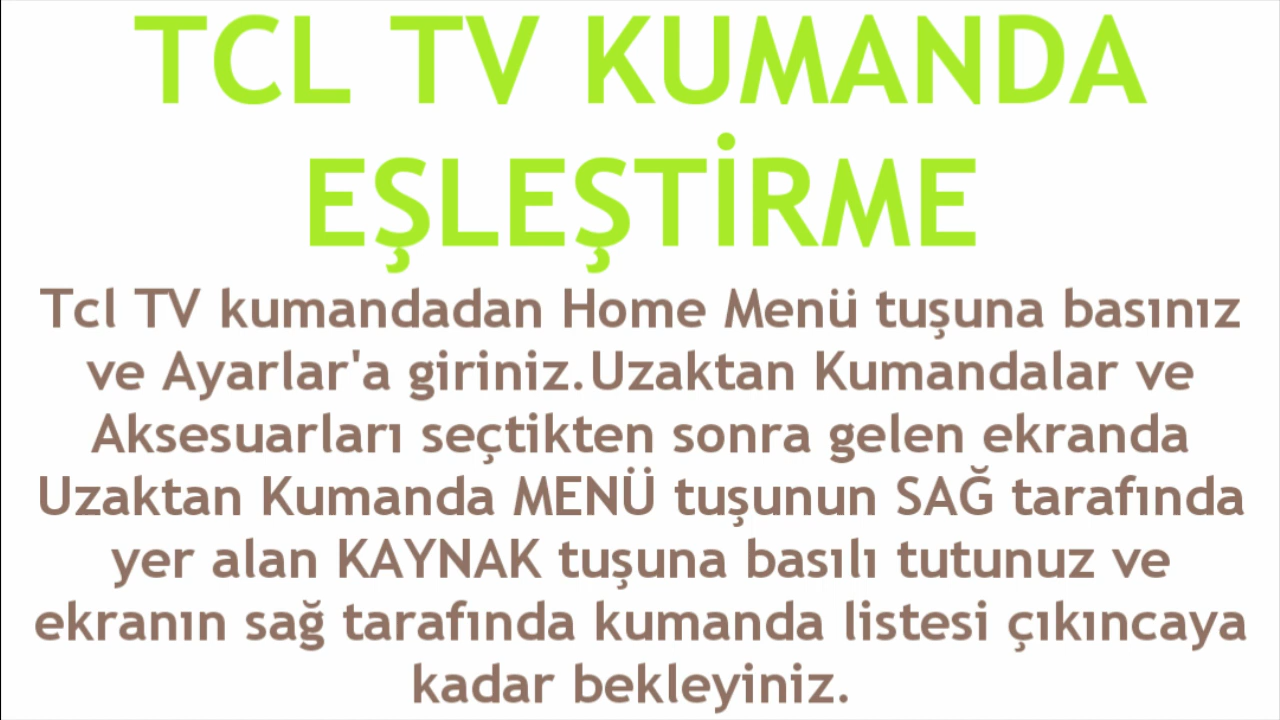 TCL TV KUMANDA
EŞLEŞTİRME
Tcl TV kumandadan Home Menü tuşuna basınız
ve Ayarlar'a giriniz.Uzaktan Kumandalar ve
Aksesuarları seçtikten sonra gelen ekranda
Uzaktan Kumanda MENÜ tuşunun SAĞ tarafında
yer alan KAYNAK tuşuna basılı tutunuz ve
ekranın sağ tarafında kumanda listesi çıkıncaya
kadar bekleyiniz.